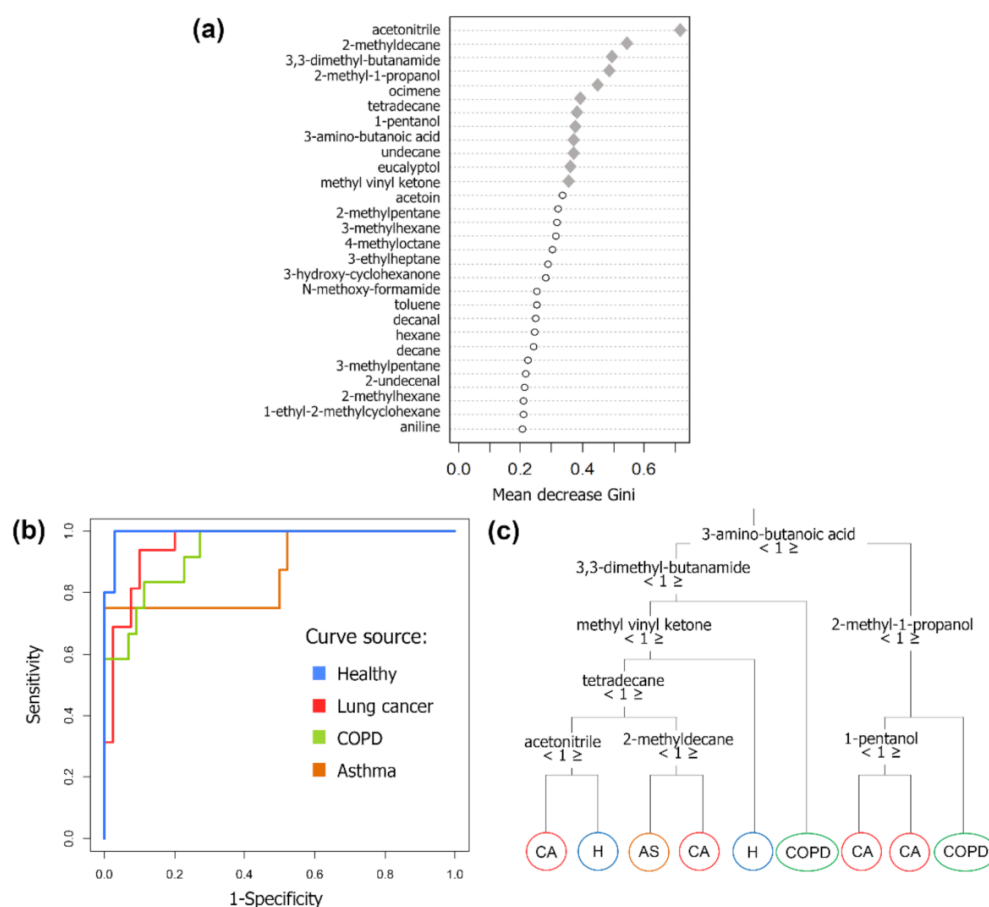 (a)
acetonitrile
2-methyldecane
3,3-dimethyl-butanamide
2-methyl-1-propanol
ocimene
tetradecane
1-pentanol
3-amino-butanoic acid
undecane
eucalyptol
methyl vinyl ketone
acetoin
2-methylpentane
3-methylhexane
4-methyloctane
3-ethylheptane
3-hydroxy-cyclohexanone
N-methoxy-formamide
toluene
decanal
hexane
decane
3-methylpentane
2-undecenal
2-methylhexane
1-ethyl-2-methylcyclohexane
aniline
0.0 0.2 0.4 0.6
Mean decrease Gini
(b)
Sensitivity
1.0
0.8
0.6
0.4
0.2
0.0
Curve source:
Healthy
Lung cancer
COPD
Asthma
0.0 0.2 0.4 0.6 0.8 1.0
1-Specificity
(c)
3-amino-butanoic acid
< 1 ≥
3,3-dimethyl-butanamide
< 1 ≥
methyl vinyl ketone
< 1 ≥
2-methyl-1-propanol
< 1 ≥
tetradecane
< 1 ≥
acetonitrile
< 1 ≥
2-methyldecane
< 1 ≥
1-pentanol
< 1 ≥
CA H AS CA H COPD CA CA COPD